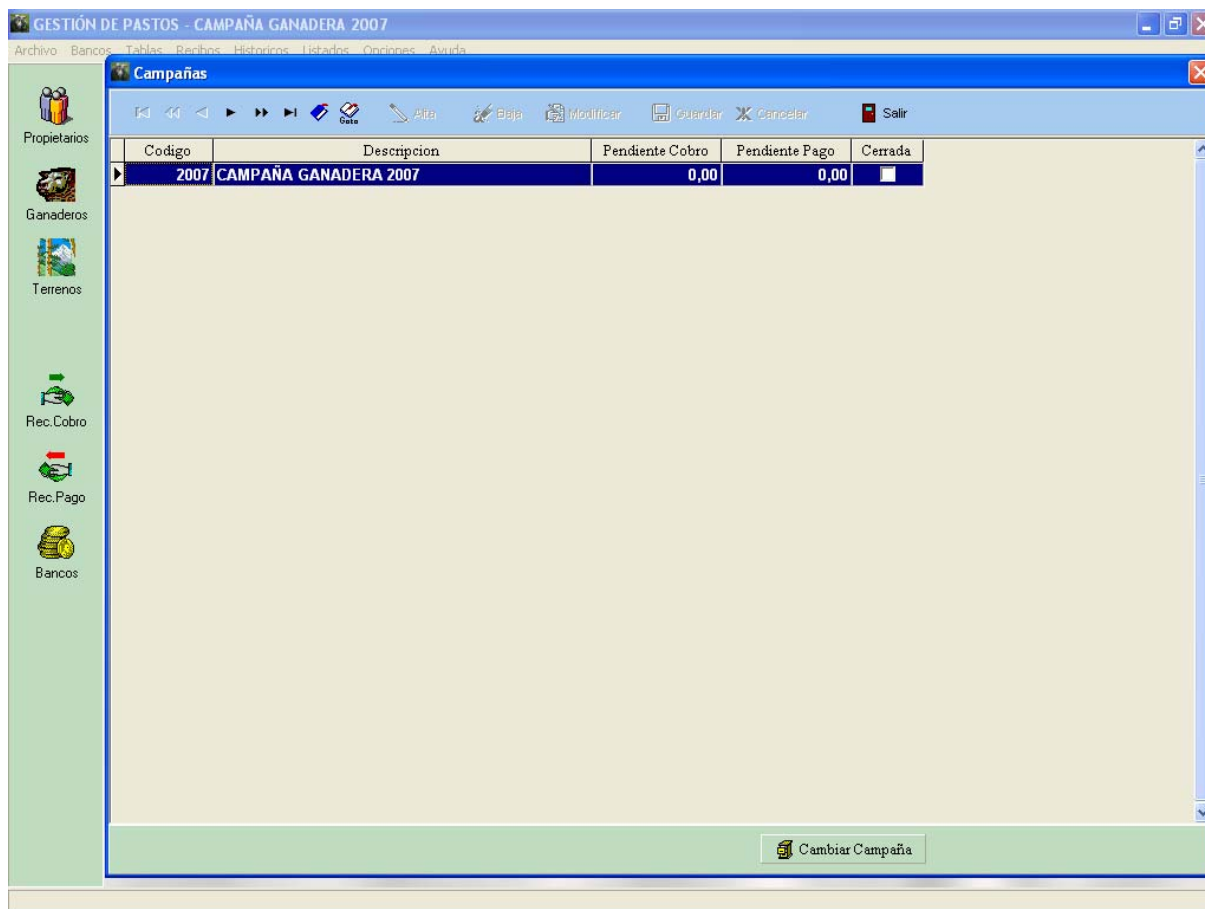 GESTIÓN DE PASTOS - CAMPAÑA GANADERA 2007
Archivo Bancos Tablas Recibos Historicos Listados Opciones Ayuda
Campañas
Goto Alta Baja Modificar Guardar Cancelar Salir
Propietarios
Ganaderos
Terrenos
Rec.Cobro
Rec.Pago
Bancos
Codigo Descripcion Pendiente Cobro Pendiente Pago Cerrada
2007 CAMPAÑA GANADERA 2007 0,00 0,00
Cambiar Campaña